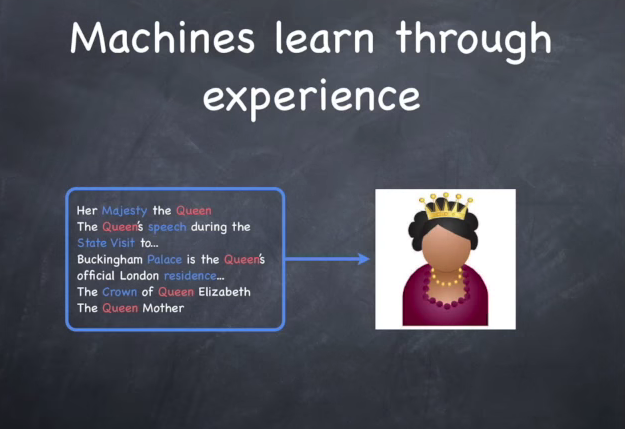 Machines learn through
experience
Her Majesty the Queen
The Queen's speech during the
State Visit to...
Buckingham Palace is the Queen's
official London residence...
The Crown of Queen Elizabeth
The Queen Mother